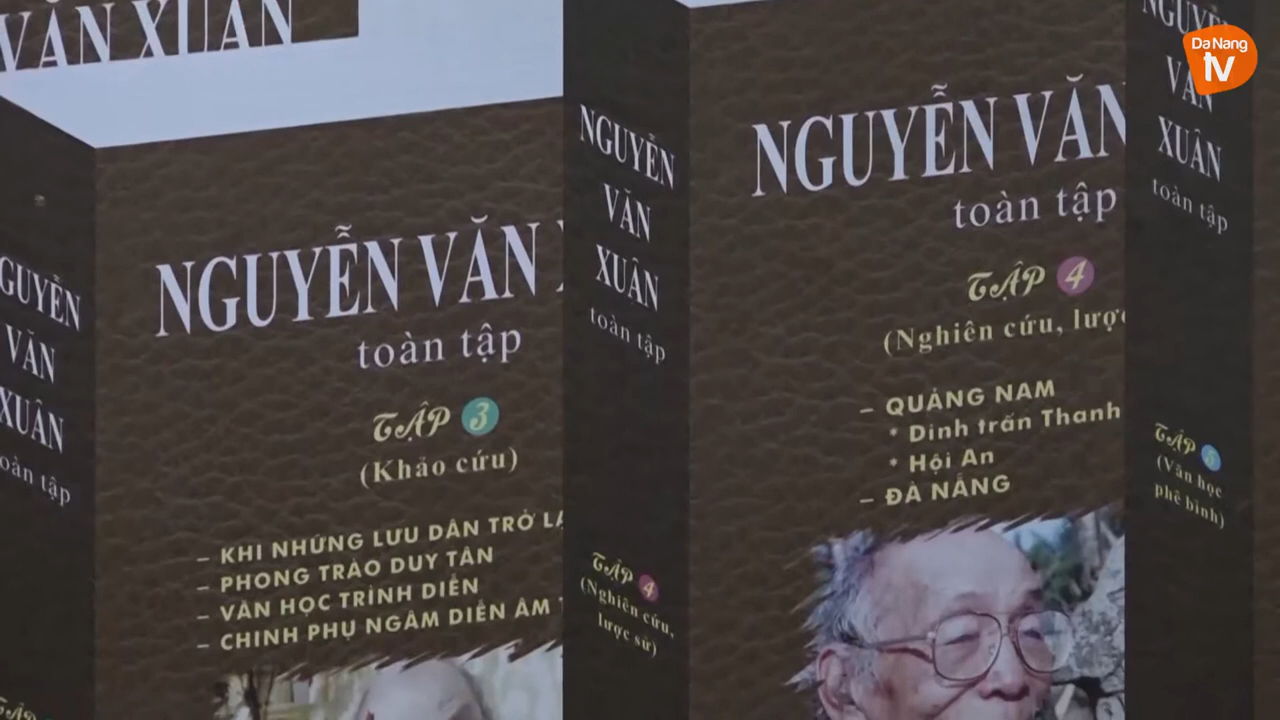 VĂN XUÂN
NGUYỄN
VĂN
XUÂN
toàn tập
TẬP
NGUYỄN VĂN
toàn tập
TẬP 3
(Khảo cứu)
– KHI NHỮNG LƯU DÂN TRỞ LẠ
– PHONG TRÀO DUY TÂN
– VĂN HỌC TRÌNH DIỄN
– CHINH PHỤ NGÂM DIỄN ÂM
NGUYỄN
VĂN
XUÂN
toàn tập
TẬP 4
(Nghiên cứu,
lược sử)
NGUYỄN VĂN
toàn tập
TẬP 4
(Nghiên cứu, lược
– QUẢNG NAM
* Dinh trấn Thanh
* Hội An
– ĐÀ NẴNG
NGUYỄN
VĂN
XUÂN
toàn tập
TẬP 5
(Văn học
phê bình)
Da Nang
tv